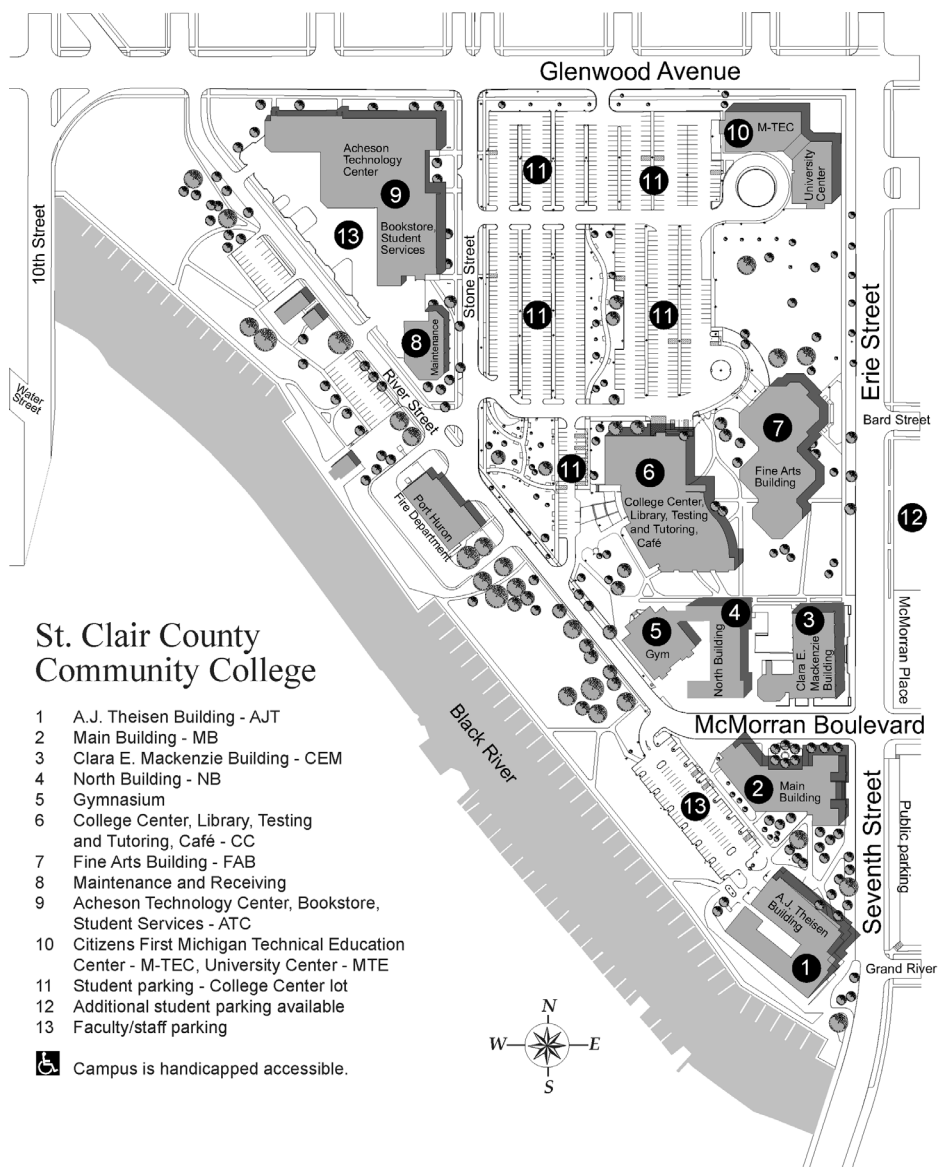 Glenwood Avenue
10th Street
Acheson
Technology
Center
9
Bookstore,
Student
Services
13
Stone Street
11
11
10
M-TEC
University
Center
11
11
Erie Street
8
Maintenance
River Street
Water
Street
Bard Street
7
Fine Arts
Building
6
College Center,
Library, Testing
and Tutoring,
Café
11
12
Port Huron
Fire Department
McMorran Place
5
Gym
4
North Building
3
Clara E.
Mackenzie
Building
McMorran Boulevard
Black River
13
2
Main
Building
Seventh Street
Public parking
A.J. Theisen
Building
1
Grand River
St. Clair County
Community College
1 A.J. Theisen Building - AJT
2 Main Building - MB
3 Clara E. Mackenzie Building - CEM
4 North Building - NB
5 Gymnasium
6 College Center, Library, Testing
and Tutoring, Café - CC
7 Fine Arts Building - FAB
8 Maintenance and Receiving
9 Acheson Technology Center, Bookstore,
Student Services - ATC
10 Citizens First Michigan Technical Education
Center - M-TEC, University Center - MTE
11 Student parking - College Center lot
12 Additional student parking available
13 Faculty/staff parking
Campus is handicapped accessible.
N
W E
S